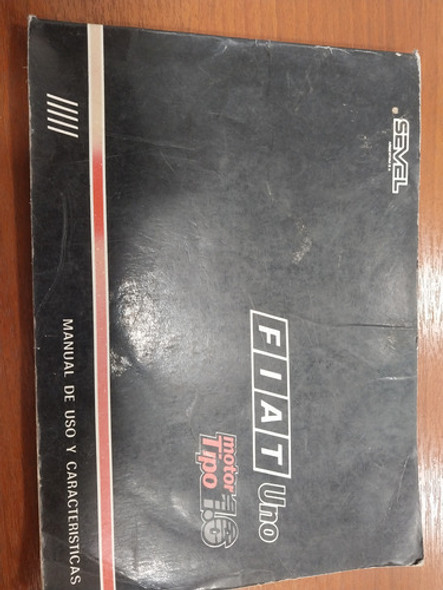 SEVEL
FIAT Uno
motor
Tipo 1.6
MANUAL DE USO Y CARACTERISTICAS